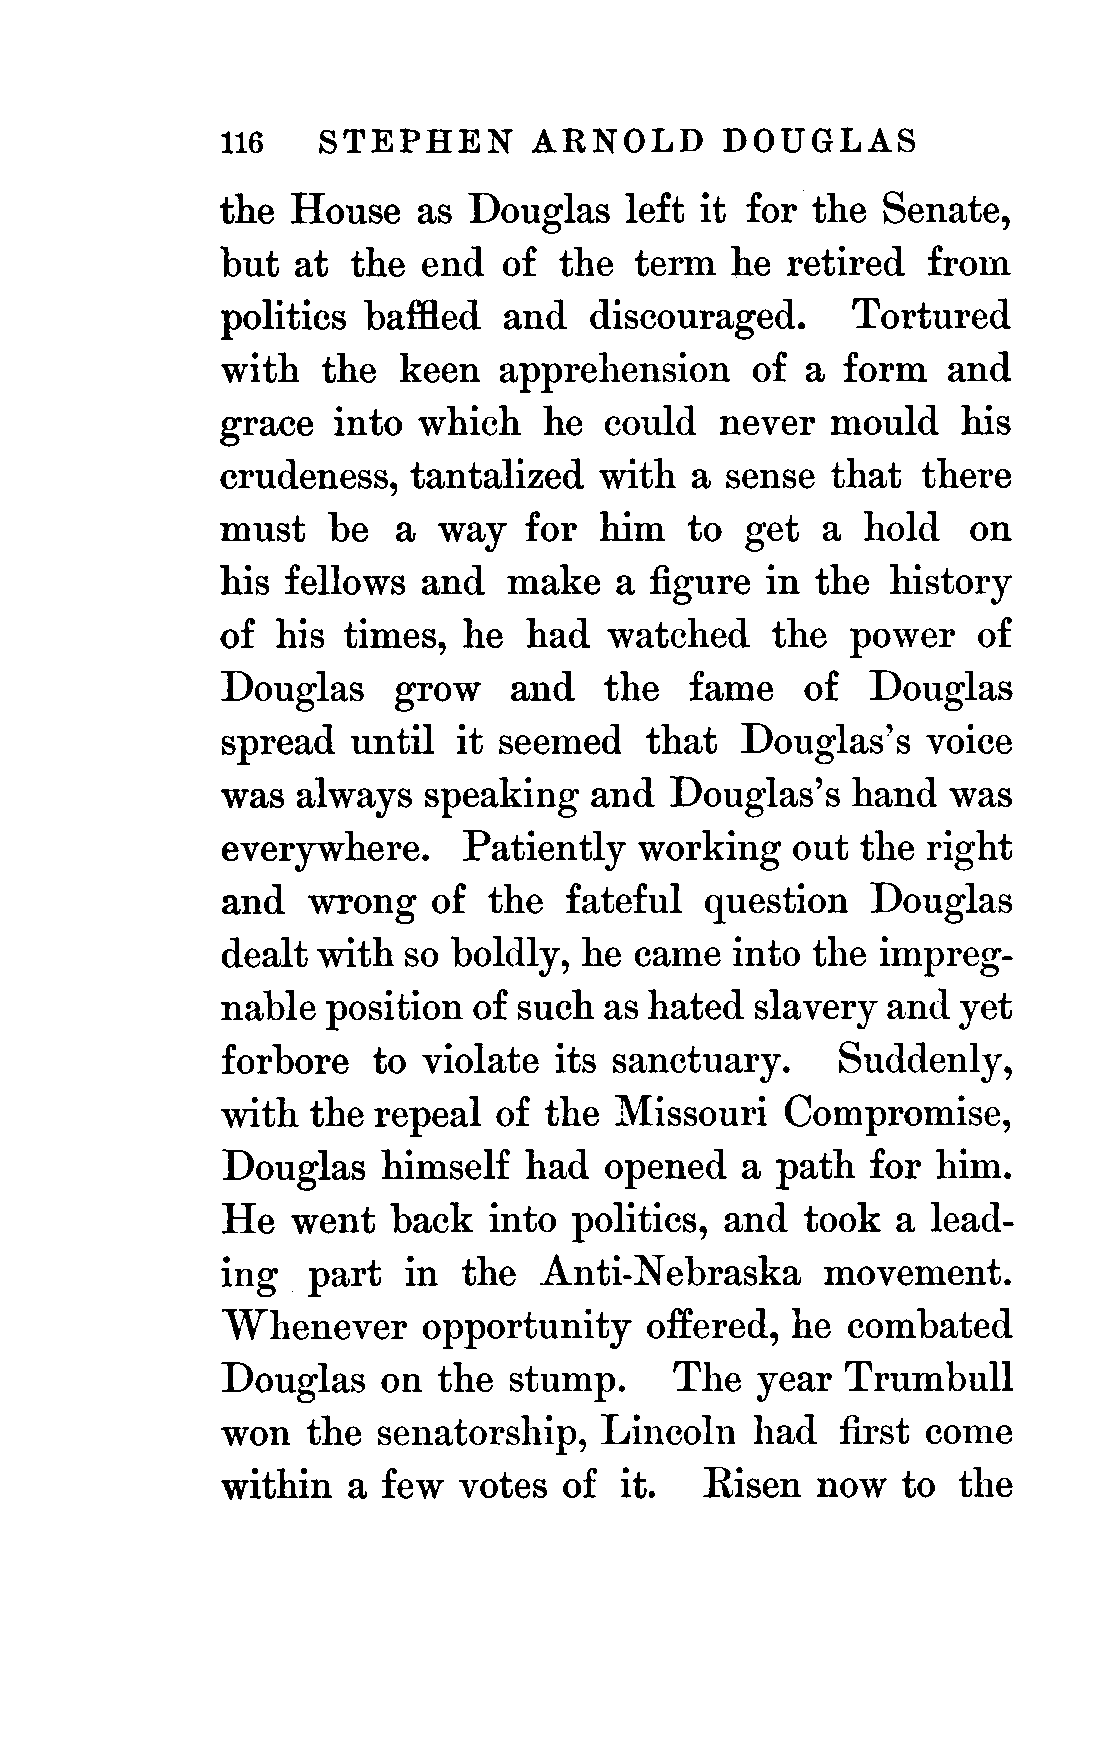 116 STEPHEN ARNOLD DOUGLAS
the House as Douglas left it for the Senate,
but at the end of the term he retired from
politics baffled and discouraged. Tortured
with the keen apprehension of a form and
grace into which he could never mould his
crudeness, tantalized with a sense that there
must be a way for him to get a hold on
his fellows and make a figure in the history
of his times, he had watched the power of
Douglas grow and the fame of Douglas
spread until it seemed that Douglas's voice
was always speaking and Douglas's hand was
everywhere. Patiently working out the right
and wrong of the fateful question Douglas
dealt with so boldly, he came into the impreg-
nable position of such as hated slavery and yet
forbore to violate its sanctuary. Suddenly,
with the repeal of the Missouri Compromise,
Douglas himself had opened a path for him.
He went back into politics, and took a lead-
ing part in the Anti-Nebraska movement.
Whenever opportunity offered, he combated
Douglas on the stump. The year Trumbull
won the senatorship, Lincoln had first come
within a few votes of it. Risen now to the